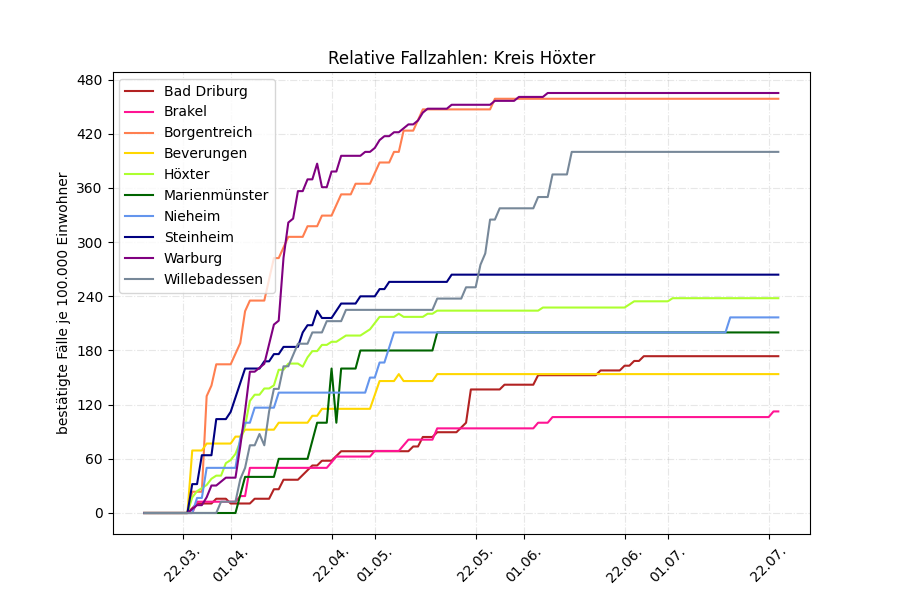 Relative Fallzahlen: Kreis Höxter
bestätigte Fälle je 100.000 Einwohner
480
420
360
300
240
180
120
60
0
Bad Driburg
Brakel
Borgentreich
Beverungen
Höxter
Marienmünster
Nieheim
Steinheim
Warburg
Willebadessen
22.03.
01.04.
22.04.
01.05.
22.05.
01.06.
22.06.
01.07.
22.07.